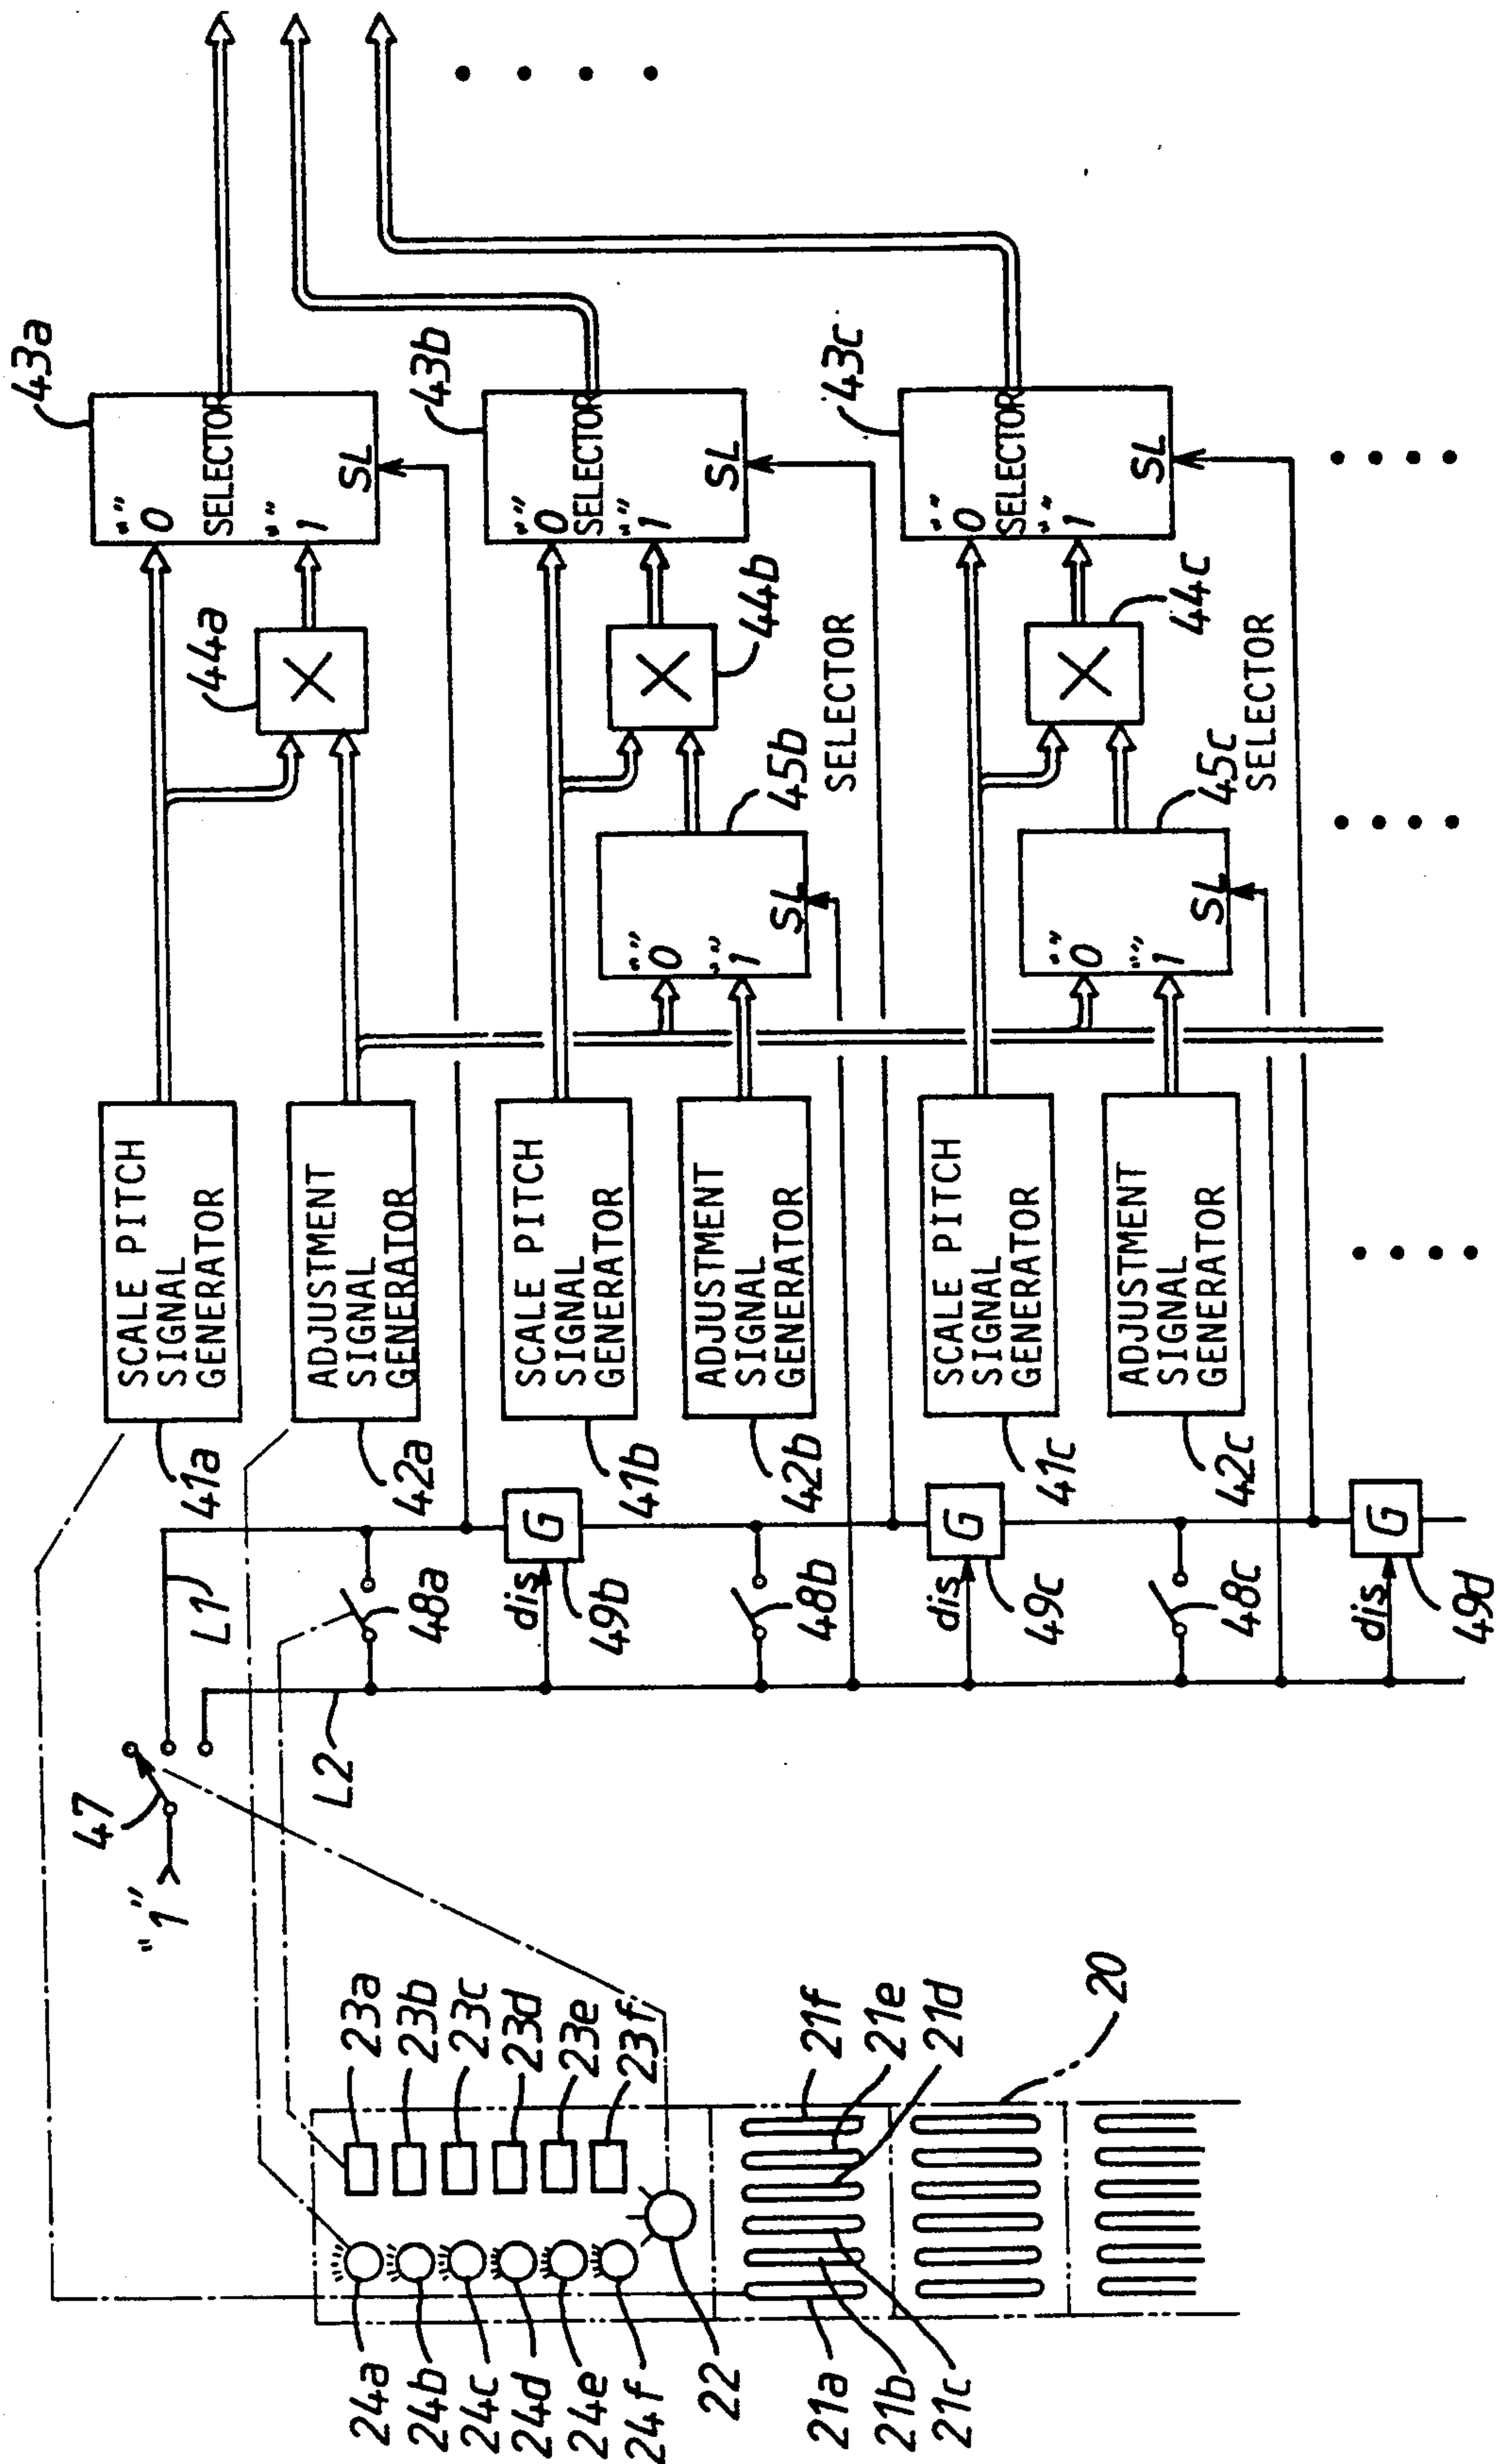 43a
"0"
SELECTOR
"1"
SL
43b
"0"
SELECTOR
"1"
SL
43c
"0"
SELECTOR
"1"
SL
44a
X
44b
X
44c
X
45b
SELECTOR
"0"
"1"
SL
45c
SELECTOR
"0"
"1"
SL
SCALE PITCH
SIGNAL
GENERATOR
41a
ADJUSTMENT
SIGNAL
GENERATOR
42a
SCALE PITCH
SIGNAL
GENERATOR
41b
ADJUSTMENT
SIGNAL
GENERATOR
42b
SCALE PITCH
SIGNAL
GENERATOR
41c
ADJUSTMENT
SIGNAL
GENERATOR
42c
L1
48a
G
dis
49b
48b
G
dis
49c
48c
G
dis
49d
L2
47
"1"
23a
23b
23c
23d
23e
23f
21f
21e
21d
20
24a
24b
24c
24d
24e
24f
22
21a
21b
21c